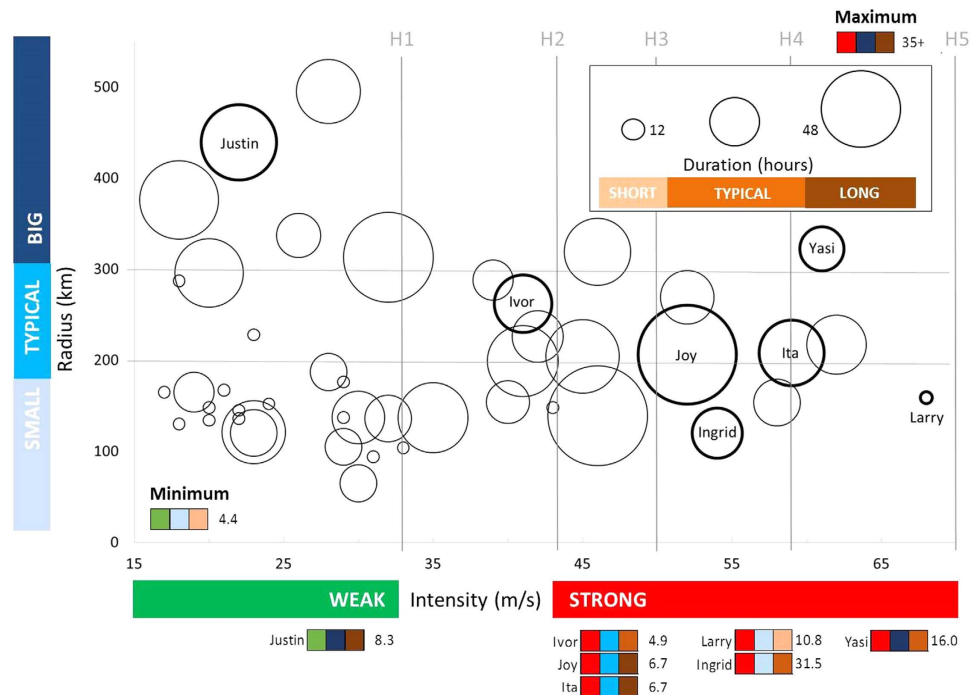 Maximum
35+
H1 H2 H3 H4 H5
BIG
TYPICAL
SMALL
Radius (km)
500
400
300
200
100
0
12
48
Duration (hours)
SHORT TYPICAL LONG
Justin
Yasi
Ivor
Joy
Ita
Ingrid
Larry
Minimum
4.4
15 25 35 45 55 65
WEAK Intensity (m/s) STRONG
Justin 8.3
Ivor 4.9
Joy 6.7
Ita 6.7
Larry 10.8
Ingrid 31.5
Yasi 16.0